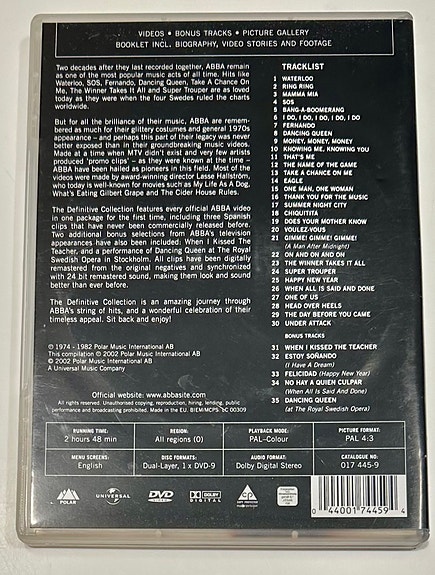 VIDEOS • BONUS TRACKS • PICTURE GALLERY
BOOKLET INCL. BIOGRAPHY, VIDEO STORIES AND FOOTAGE
Two decades after they last recorded together, ABBA remain
as one of the most popular music acts of all time. Hits like
Waterloo, SOS, Fernando, Dancing Queen, Take A Chance On
Me, The Winner Takes It All and Super Trouper are as loved
today as they were when the four Swedes ruled the charts
worldwide.
But for all the brilliance of their music, ABBA are remem-
bered as much for their glittery costumes and general 1970s
appearance – and perhaps this part of their legacy was never
better exposed than in their groundbreaking music videos.
Made at a time when MTV didn't exist and very few artists
produced 'promo clips' – as they were known at the time –
ABBA have been hailed as pioneers in this field. Most of the
videos were made by award-winning director Lasse Hallström,
who today is well-known for movies such as My Life As A Dog,
What's Eating Gilbert Grape and The Cider House Rules.
The Definitive Collection features every official ABBA video
in one package for the first time, including three Spanish
clips that have never been commercially released before.
Two additional bonus selections from ABBA's television
appearances have also been included: When I Kissed The
Teacher, and a performance of Dancing Queen at The Royal
Swedish Opera in Stockholm. All clips have been digitally
remastered from the original negatives and synchronized
with 24 bit remastered sound, making them look and sound
better than ever before.
The Definitive Collection is an amazing journey through
ABBA's string of hits, and a wonderful celebration of their
timeless appeal. Sit back and enjoy!
℗ 1974 - 1982 Polar Music International AB
This compilation ℗ 2002 Polar Music International AB
© 2002 Polar Music International AB
A Universal Music Company
Official website: www.abbasite.com
All rights reserved. Unauthorised copying, reproduction, hiring, lending, public
performance and broadcasting prohibited. Made in the EU. BIEM/MCPS. LC 00309
TRACKLIST
1 WATERLOO
2 RING RING
3 MAMMA MIA
4 SOS
5 BANG-A-BOOMERANG
6 I DO, I DO, I DO, I DO, I DO
7 FERNANDO
8 DANCING QUEEN
9 MONEY, MONEY, MONEY
10 KNOWING ME, KNOWING YOU
11 THAT'S ME
12 THE NAME OF THE GAME
13 TAKE A CHANCE ON ME
14 EAGLE
15 ONE MAN, ONE WOMAN
16 THANK YOU FOR THE MUSIC
17 SUMMER NIGHT CITY
18 CHIQUITITA
19 DOES YOUR MOTHER KNOW
20 VOULEZ-VOUS
21 GIMME! GIMME! GIMME!
(A Man After Midnight)
22 ON AND ON AND ON
23 THE WINNER TAKES IT ALL
24 SUPER TROUPER
25 HAPPY NEW YEAR
26 WHEN ALL IS SAID AND DONE
27 ONE OF US
28 HEAD OVER HEELS
29 THE DAY BEFORE YOU CAME
30 UNDER ATTACK
BONUS TRACKS
31 WHEN I KISSED THE TEACHER
32 ESTOY SOÑANDO
(I Have a Dream)
33 FELICIDAD (Happy New Year)
34 NO HAY A QUIEN CULPAR
(When All Is Said And Done)
35 DANCING QUEEN
(at The Royal Swedish Opera)
RUNNING TIME:
2 hours 48 min
REGION:
All regions (0)
PLAYBACK MODE:
PAL-Colour
PICTURE FORMAT:
PAL 4:3
MENU SCREENS:
English
DISC FORMATS:
Dual-Layer, 1 x DVD-9
AUDIO FORMAT:
Dolby Digital Stereo
CATALOGUE NO:
017 445-9
POLAR
UNIVERSAL
DVD
VIDEO
DOLBY
DIGITAL
0 44001 74459 4